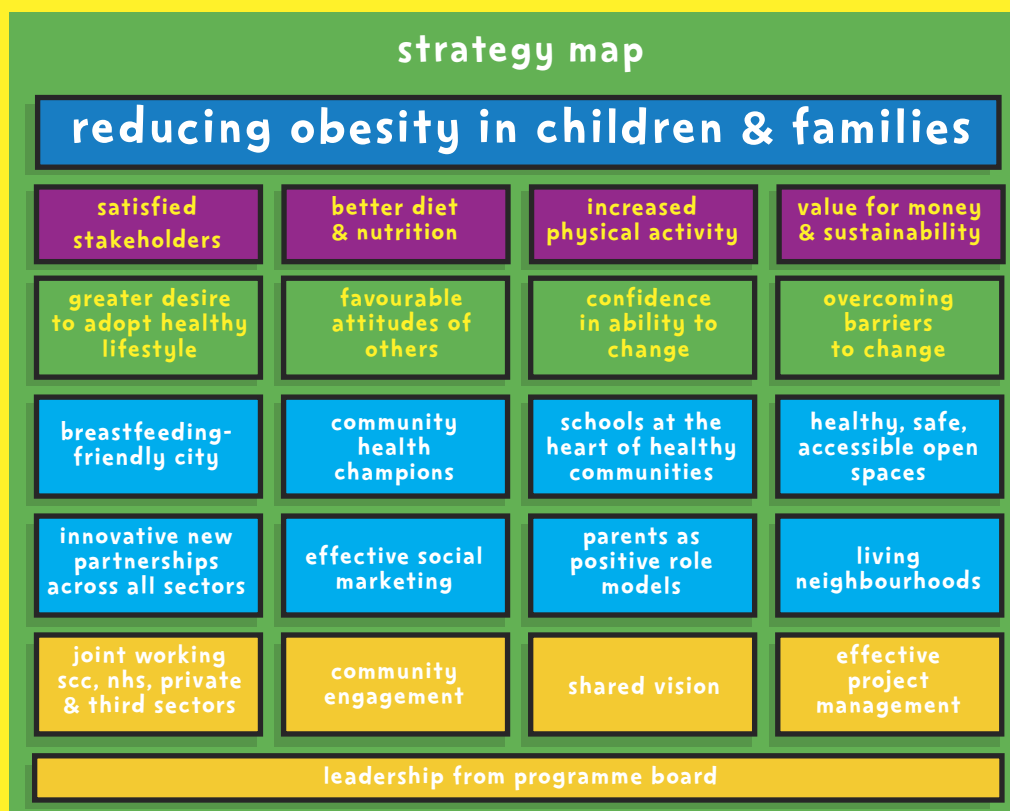 strategy map
reducing obesity in children & families
satisfied
stakeholders
better diet
& nutrition
increased
physical activity
value for money
& sustainability
greater desire
to adopt healthy
lifestyle
favourable
attitudes of
others
confidence
in ability to
change
overcoming
barriers
to change
breastfeeding-
friendly city
community
health
champions
schools at the
heart of healthy
communities
healthy, safe,
accessible open
spaces
innovative new
partnerships
across all sectors
effective social
marketing
parents as
positive role
models
living
neighbourhoods
joint working
scc, nhs, private
& third sectors
community
engagement
shared vision
effective
project
management
leadership from programme board